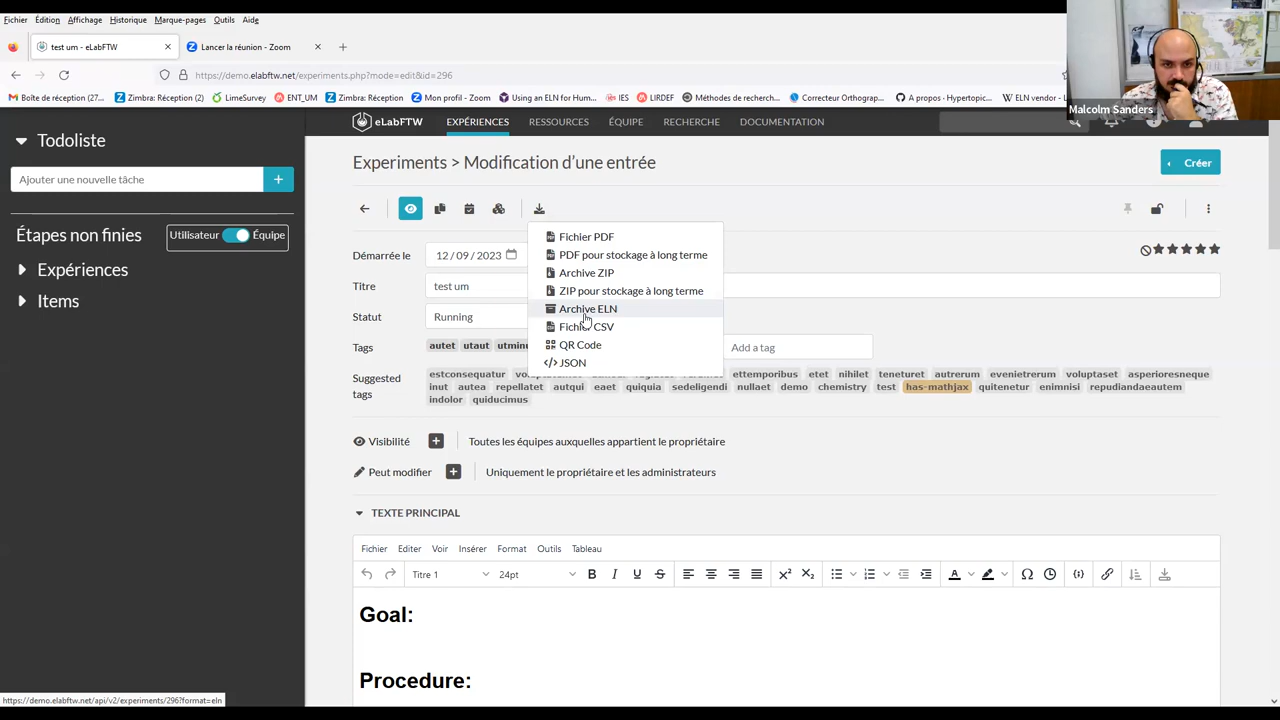 Fichier Édition Affichage Historique Marque-pages Outils Aide
test um - eLabFTW
Lancer la réunion - Zoom
https://demo.elabftw.net/experiments.php?mode=edit&id=296
Boîte de réception (27... Zimbra: Réception (2) LimeSurvey ENT_UM Zimbra: Réception... Mon profil - Zoom Using an ELN for Hum... IES LIRDEF Méthodes de recherc... Correcteur Orthograp... A propos · Hypertopic... ELN vendor - L
Malcolm Sanders
Todoliste
Ajouter une nouvelle tâche
Étapes non finies
Utilisateur Équipe
Expériences
Items
eLabFTW EXPÉRIENCES RESSOURCES ÉQUIPE RECHERCHE DOCUMENTATION
Experiments > Modification d'une entrée
Créer
Démarrée le 12/09/2023
Titre test um
Statut Running
Tags autet utaut Add a tag
Fichier PDF
PDF pour stockage à long terme
Archive ZIP
ZIP pour stockage à long terme
Archive ELN
Fichier CSV
QR Code
</> JSON
Suggested tags
estconsequatur ettemporibus etet nihilet teneturet autrerum evenietrerum voluptaset asperioresneque
inut autea repellatet autqui eaet quiquia sedeligendi nullaet demo chemistry test has-mathjax quitenetur enimnisi repudiandaeautem
indolor quiducimus
Visibilité Toutes les équipes auxquelles appartient le propriétaire
Peut modifier Uniquement le propriétaire et les administrateurs
TEXTE PRINCIPAL
Fichier Editer Voir Insérer Format Outils Tableau
Titre 1 24pt B I U S
Goal:
Procedure:
https://demo.elabftw.net/api/v2/experiments/296?format=eln